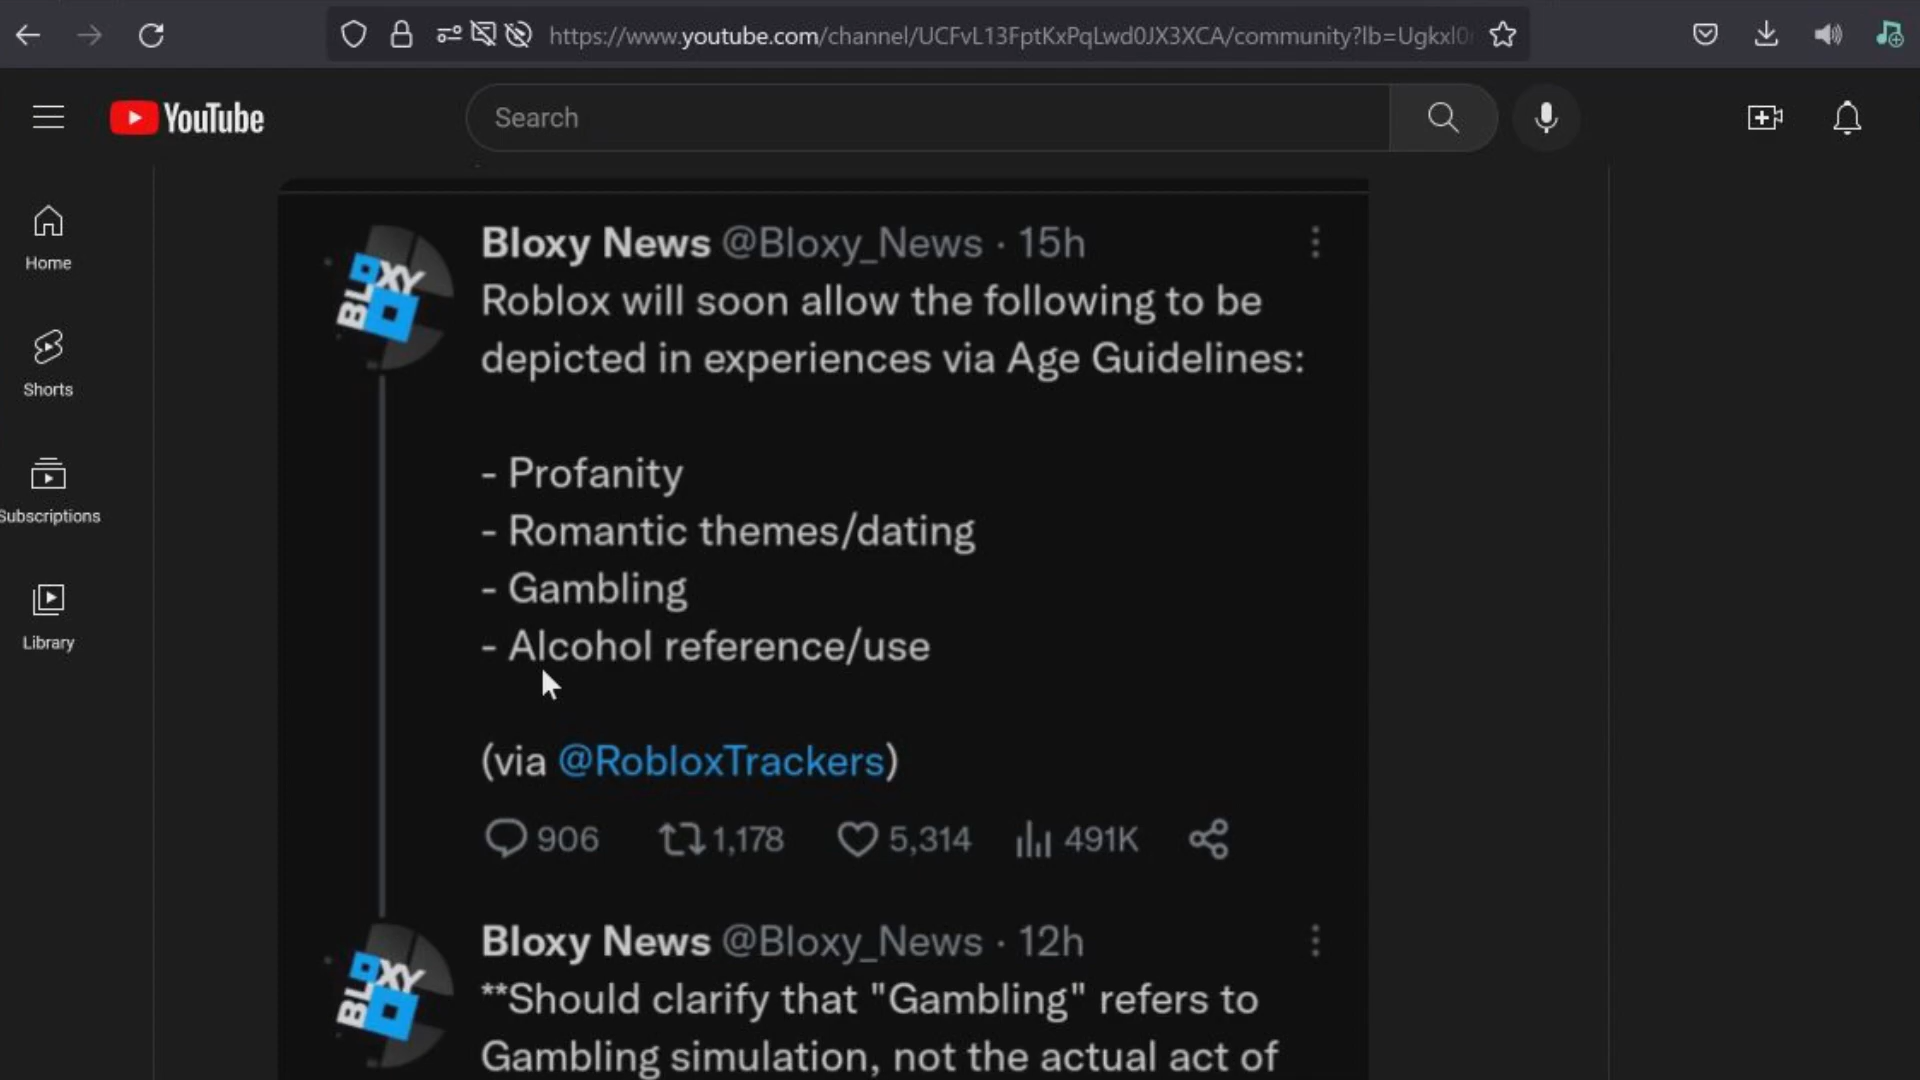 https://www.youtube.com/channel/UCFvL13FptKxPqLwd0JX3XCA/community?lb=Ugkxl0
YouTube
Search
Home
Shorts
Subscriptions
Library
BLOXY
Bloxy News @Bloxy_News · 15h
Roblox will soon allow the following to be
depicted in experiences via Age Guidelines:
- Profanity
- Romantic themes/dating
- Gambling
- Alcohol reference/use
(via @RobloxTrackers)
906 1,178 5,314 491K
BLOXY
Bloxy News @Bloxy_News · 12h
**Should clarify that "Gambling" refers to
Gambling simulation, not the actual act of